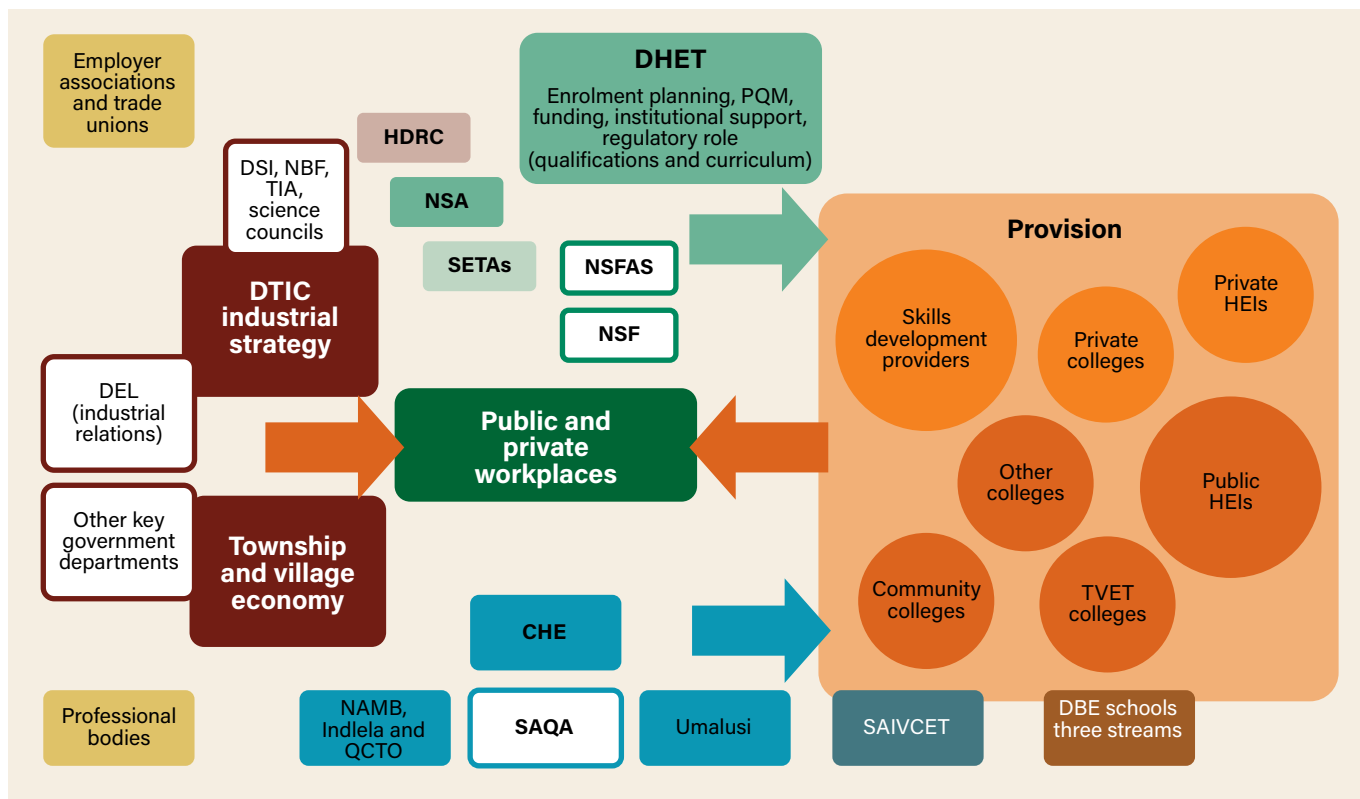 Employer
associations
and trade
unions
DHET
Enrolment planning, PQM,
funding, institutional support,
regulatory role
(qualifications and curriculum)
HDRC
DSI, NBF,
TIA,
science
councils
NSA
SETAs
NSFAS
NSF
DTIC
industrial
strategy
DEL
(industrial
relations)
Public and
private
workplaces
Other key
government
departments
Township
and village
economy
Provision
Private
HEIs
Skills
development
providers
Private
colleges
Other
colleges
Public
HEIs
Community
colleges
TVET
colleges
CHE
Professional
bodies
NAMB,
Indlela and
QCTO
SAQA
Umalusi
SAIVCET
DBE schools
three streams